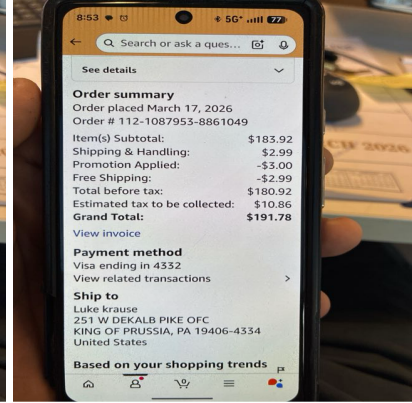 8:53
5G+ 77
Search or ask a ques...
See details
Order summary
Order placed March 17, 2026
Order # 112-1087953-8861049
Item(s) Subtotal: $183.92
Shipping & Handling: $2.99
Promotion Applied: -$3.00
Free Shipping: -$2.99
Total before tax: $180.92
Estimated tax to be collected: $10.86
Grand Total: $191.78
View invoice
Payment method
Visa ending in 4332
View related transactions
Ship to
Luke krause
251 W DEKALB PIKE OFC
KING OF PRUSSIA, PA 19406-4334
United States
Based on your shopping trends
0
2026